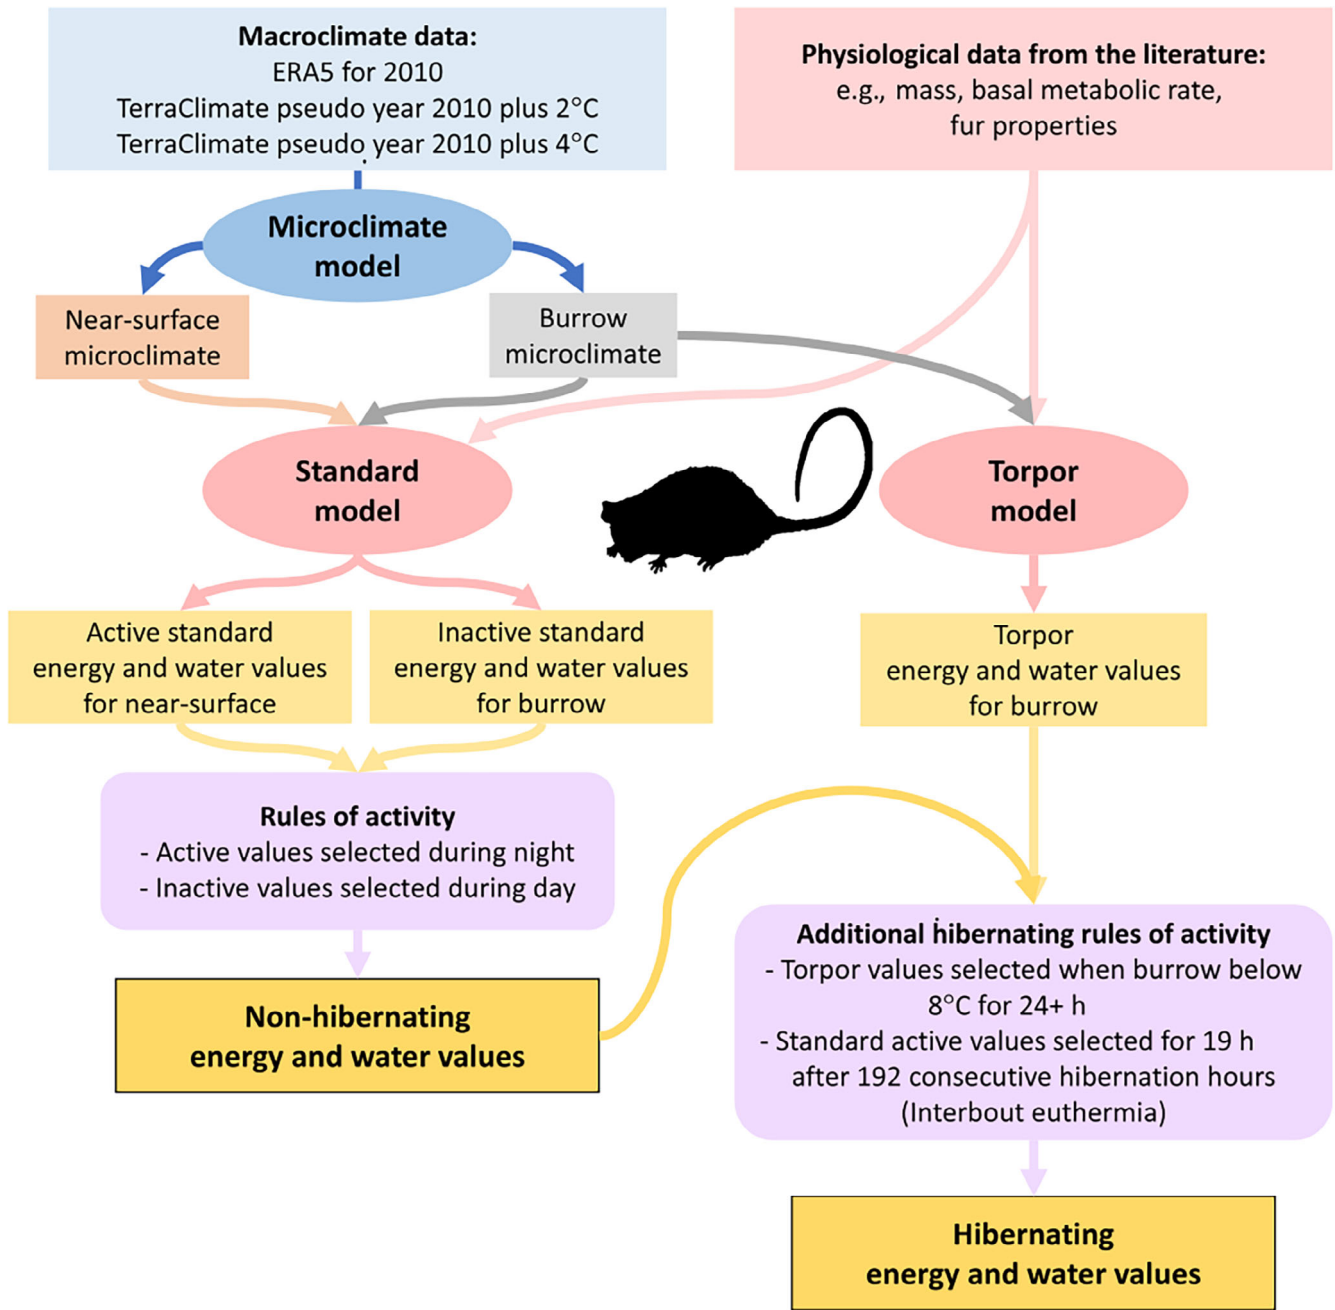 Macroclimate data:
ERA5 for 2010
TerraClimate pseudo year 2010 plus 2°C
TerraClimate pseudo year 2010 plus 4°C
Physiological data from the literature:
e.g., mass, basal metabolic rate,
fur properties
Microclimate
model
Near-surface
microclimate
Burrow
microclimate
Standard
model
Torpor
model
Active standard
energy and water values
for near-surface
Inactive standard
energy and water values
for burrow
Torpor
energy and water values
for burrow
Rules of activity
- Active values selected during night
- Inactive values selected during day
Non-hibernating
energy and water values
Additional hibernating rules of activity
- Torpor values selected when burrow below
8°C for 24+ h
- Standard active values selected for 19 h
after 192 consecutive hibernation hours
(Interbout euthermia)
Hibernating
energy and water values